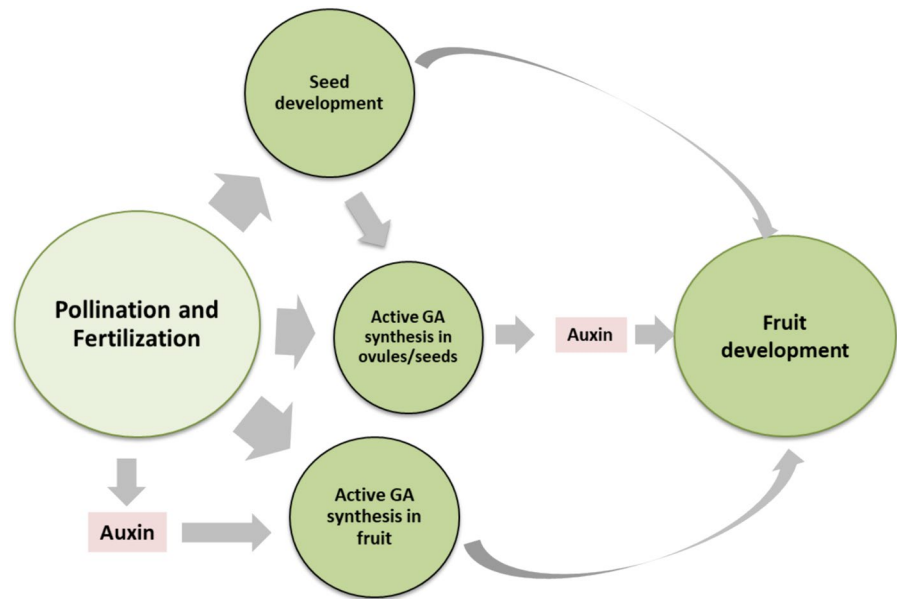 Seed
development
Pollination and
Fertilization
Active GA
synthesis in
ovules/seeds
Auxin
Fruit
development
Auxin
Active GA
synthesis in
fruit